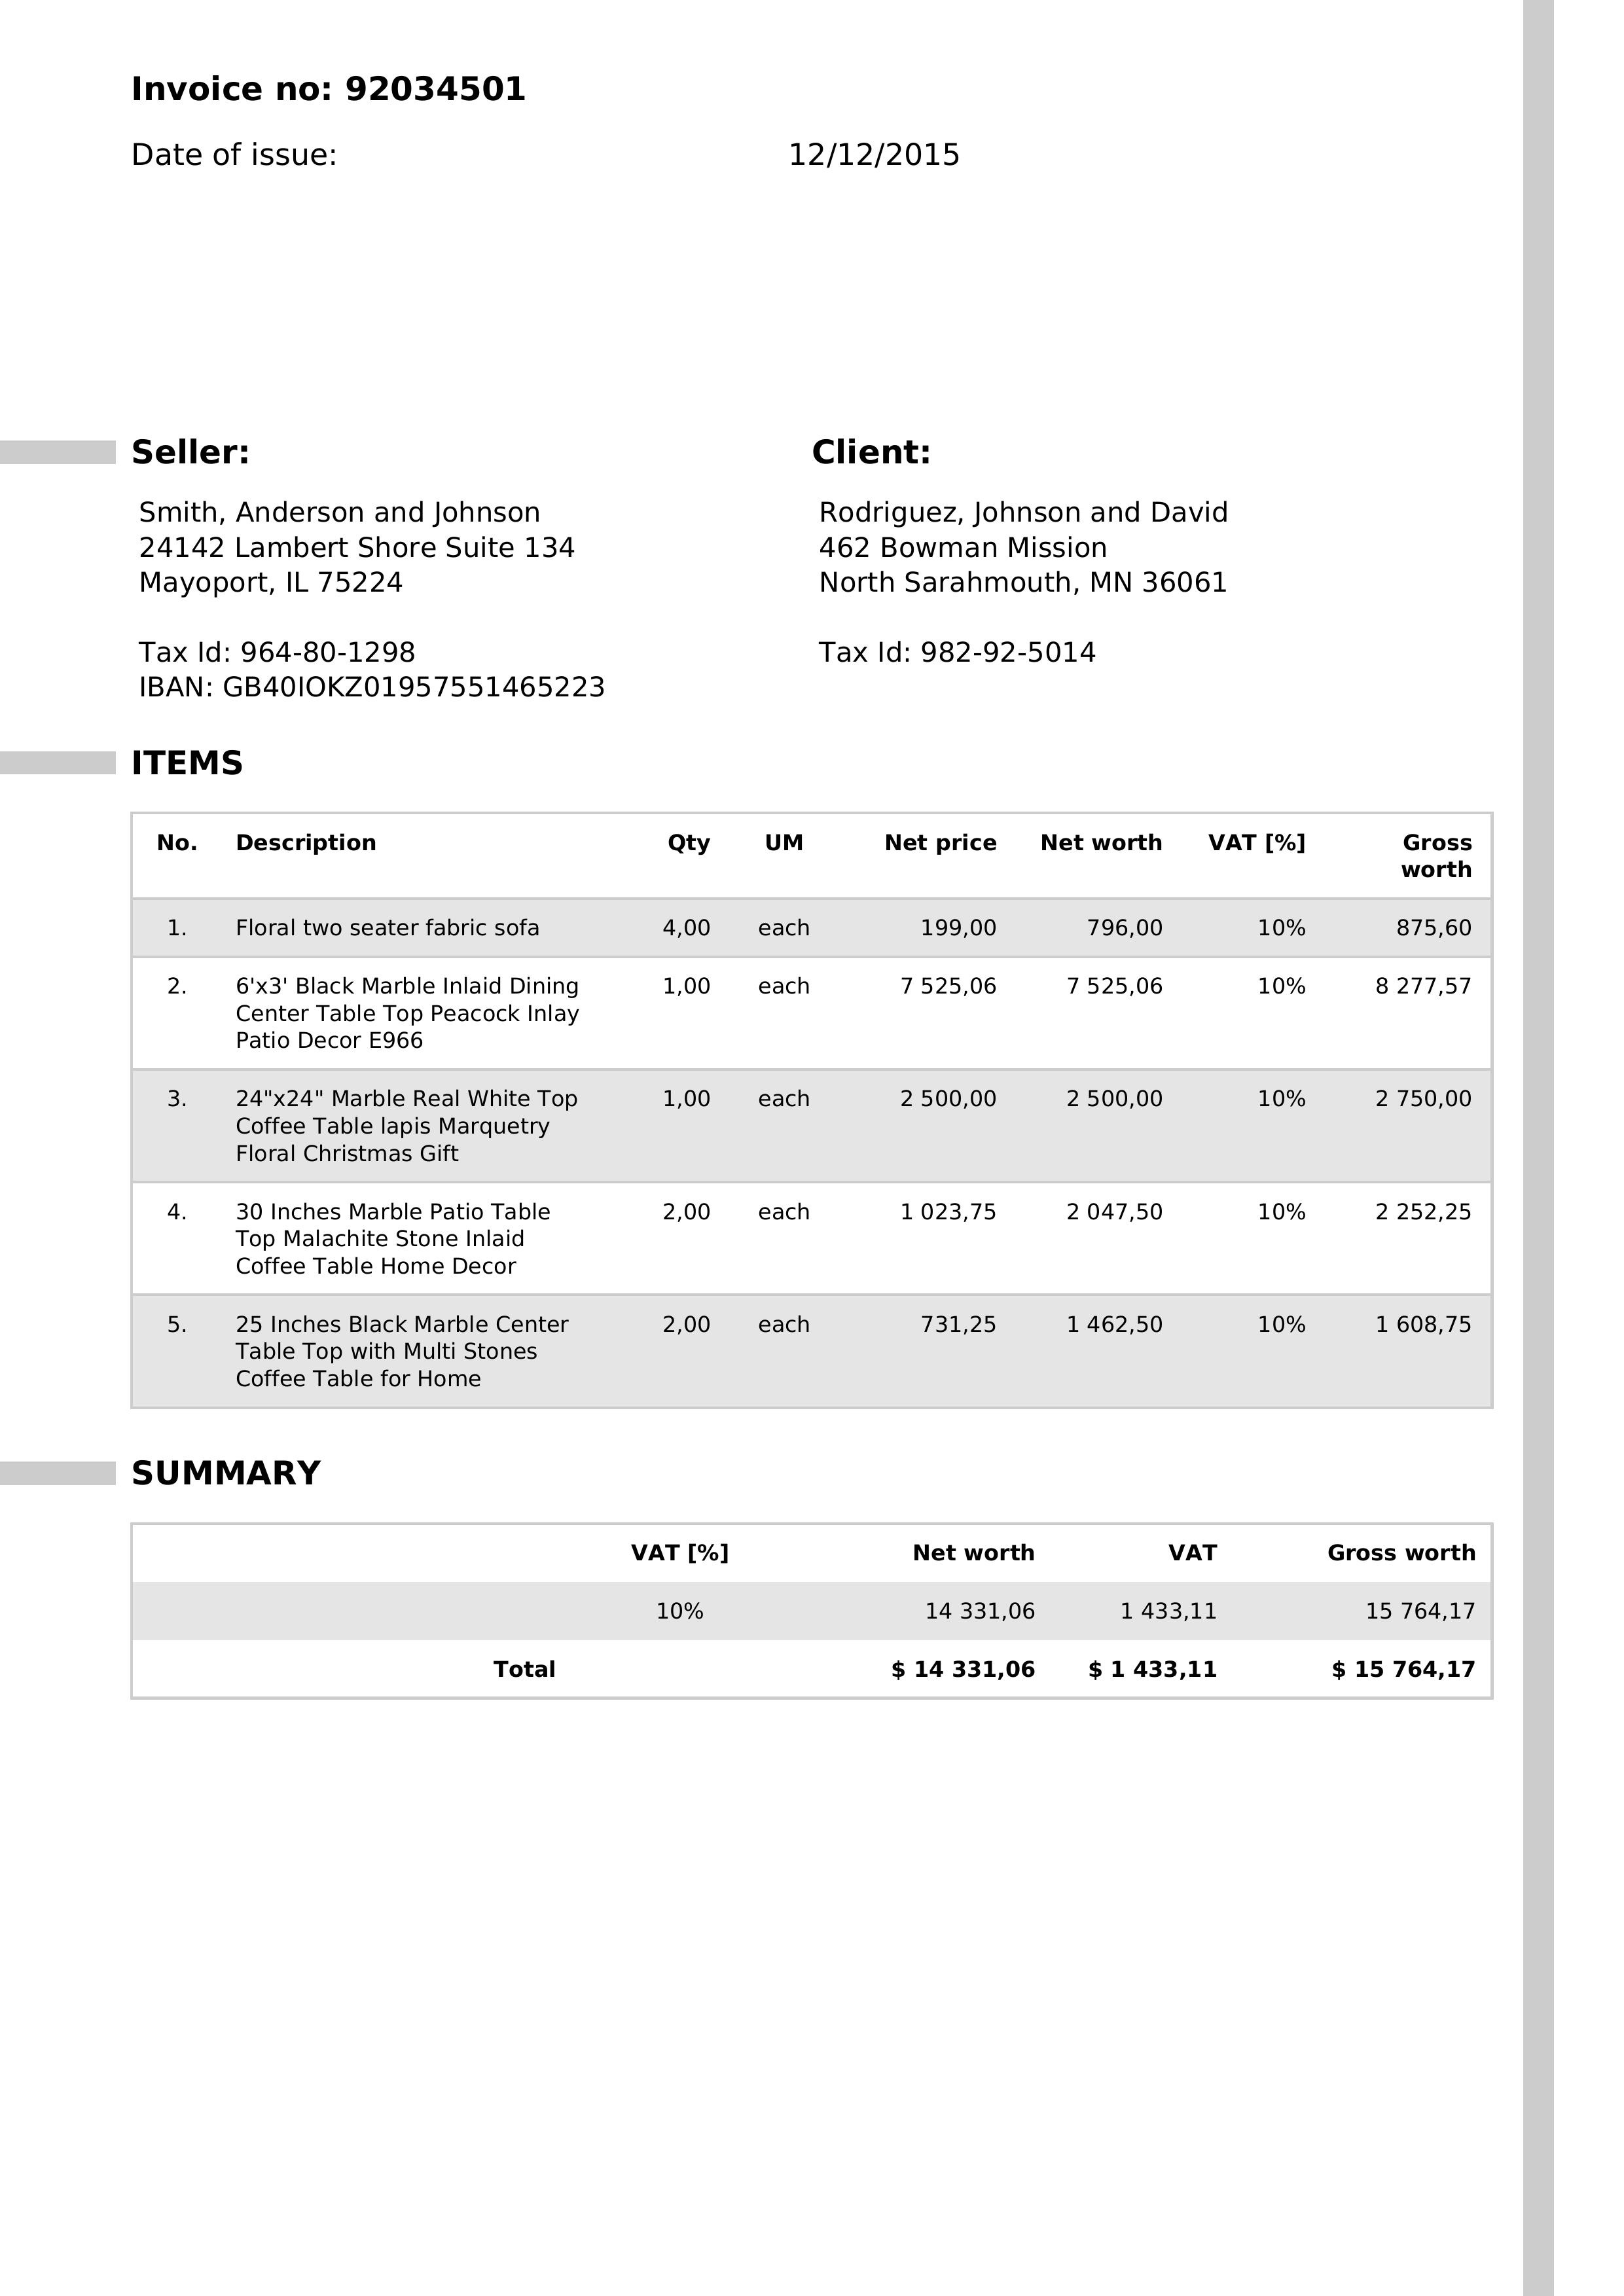 Invoice no: 92034501
Date of issue: 12/12/2015
Seller:
Smith, Anderson and Johnson
24142 Lambert Shore Suite 134
Mayoport, IL 75224
Tax Id: 964-80-1298
IBAN: GB40IOKZ01957551465223
Client:
Rodriguez, Johnson and David
462 Bowman Mission
North Sarahmouth, MN 36061
Tax Id: 982-92-5014
ITEMS
No. Description Qty UM Net price Net worth VAT [%] Gross
worth
1. Floral two seater fabric sofa 4,00 each 199,00 796,00 10% 875,60
2. 6'x3' Black Marble Inlaid Dining 1,00 each 7 525,06 7 525,06 10% 8 277,57
Center Table Top Peacock Inlay
Patio Decor E966
3. 24"x24" Marble Real White Top 1,00 each 2 500,00 2 500,00 10% 2 750,00
Coffee Table lapis Marquetry
Floral Christmas Gift
4. 30 Inches Marble Patio Table 2,00 each 1 023,75 2 047,50 10% 2 252,25
Top Malachite Stone Inlaid
Coffee Table Home Decor
5. 25 Inches Black Marble Center 2,00 each 731,25 1 462,50 10% 1 608,75
Table Top with Multi Stones
Coffee Table for Home
SUMMARY
VAT [%] Net worth VAT Gross worth
10% 14 331,06 1 433,11 15 764,17
Total $ 14 331,06 $ 1 433,11 $ 15 764,17